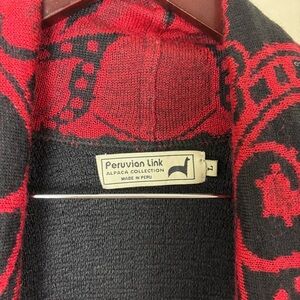 Peruvian Link
ALPACA COLLECTION
MADE IN PERU